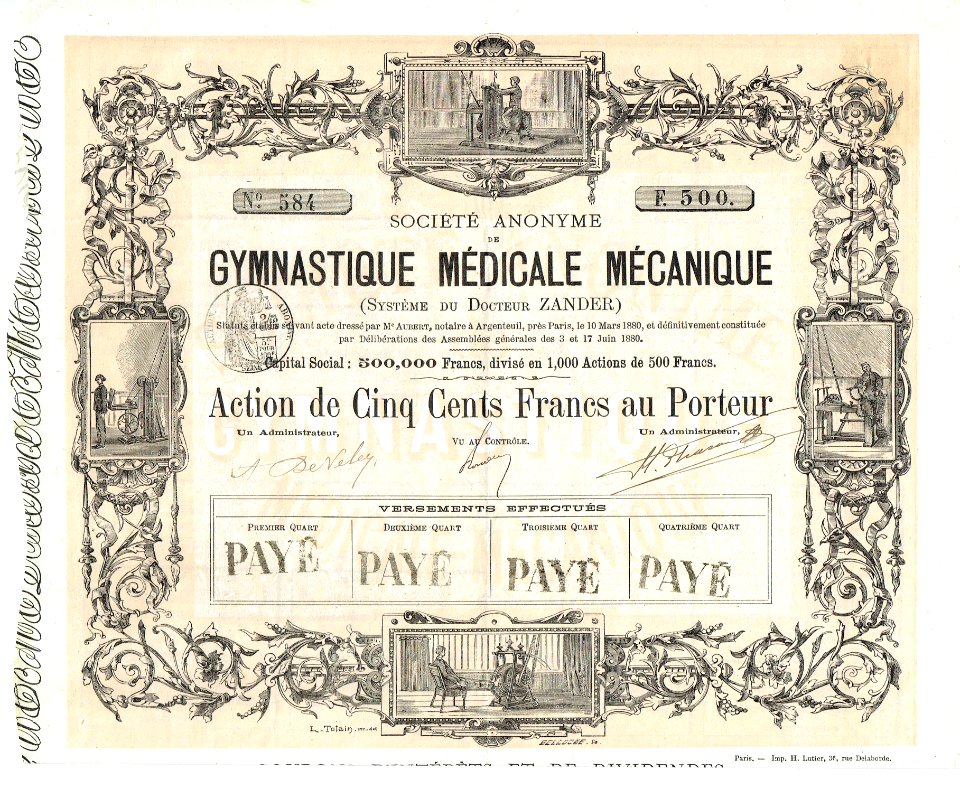 No 584
F. 500.
SOCIÉTÉ ANONYME
DE
GYMNASTIQUE MÉDICALE MÉCANIQUE
(SYSTÈME DU DOCTEUR ZANDER)
Statuts établis suivant acte dressé par Me AUBERT, notaire à Argenteuil, près Paris, le 10 Mars 1880, et définitivement constituée
par Délibérations des Assemblées générales des 3 et 17 Juin 1880.
Capital Social : 500,000 Francs, divisé en 1,000 Actions de 500 Francs.
Action de Cinq Cents Francs au Porteur
Un Administrateur,
VU AU CONTRÔLE.
Un Administrateur,
VERSEMENTS EFFECTUÉS
PREMIER QUART
DEUXIÈME QUART
TROISIEME QUART
QUATRIÈME QUART
PAYÉ
PAYÉ
PAYÉ
PAYÉ
L. Tolain
Paris. — Imp. H. Lutier, 36, rue Delaborde.